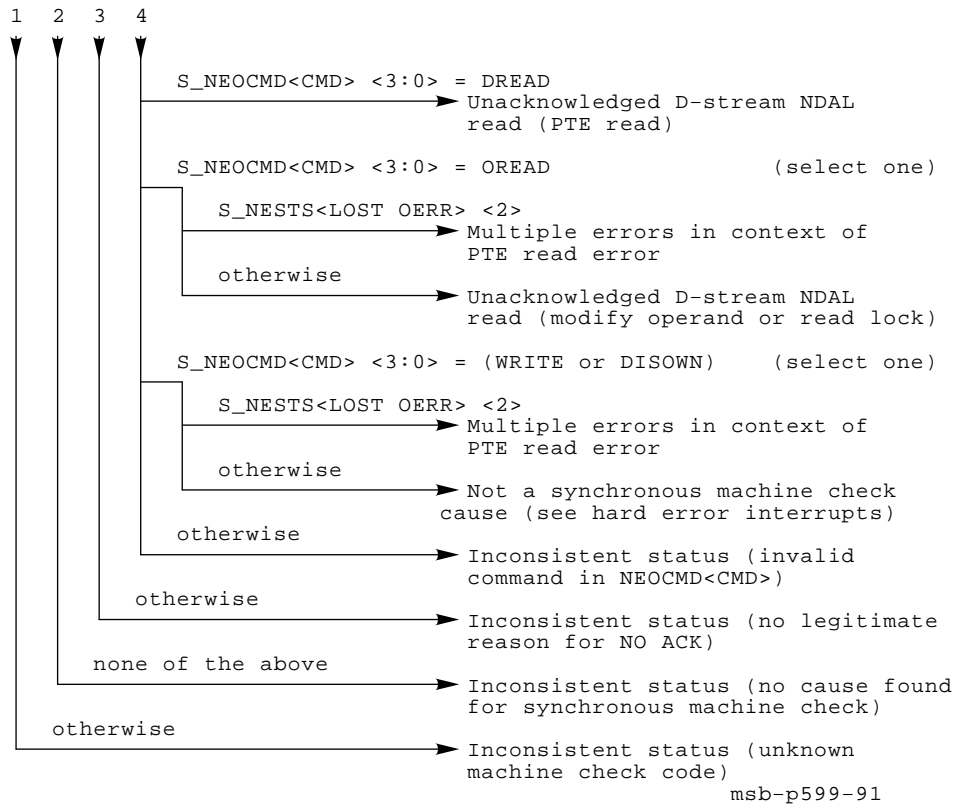 1 2 3 4
S_NEOCMD<CMD> <3:0> = DREAD
Unacknowledged D-stream NDAL
read (PTE read)
S_NEOCMD<CMD> <3:0> = OREAD (select one)
S_NESTS<LOST OERR> <2>
Multiple errors in context of
PTE read error
otherwise
Unacknowledged D-stream NDAL
read (modify operand or read lock)
S_NEOCMD<CMD> <3:0> = (WRITE or DISOWN) (select one)
S_NESTS<LOST OERR> <2>
Multiple errors in context of
PTE read error
otherwise
Not a synchronous machine check
cause (see hard error interrupts)
otherwise
Inconsistent status (invalid
command in NEOCMD<CMD>)
otherwise
Inconsistent status (no legitimate
reason for NO ACK)
none of the above
Inconsistent status (no cause found
for synchronous machine check)
otherwise
Inconsistent status (unknown
machine check code)
msb-p599-91